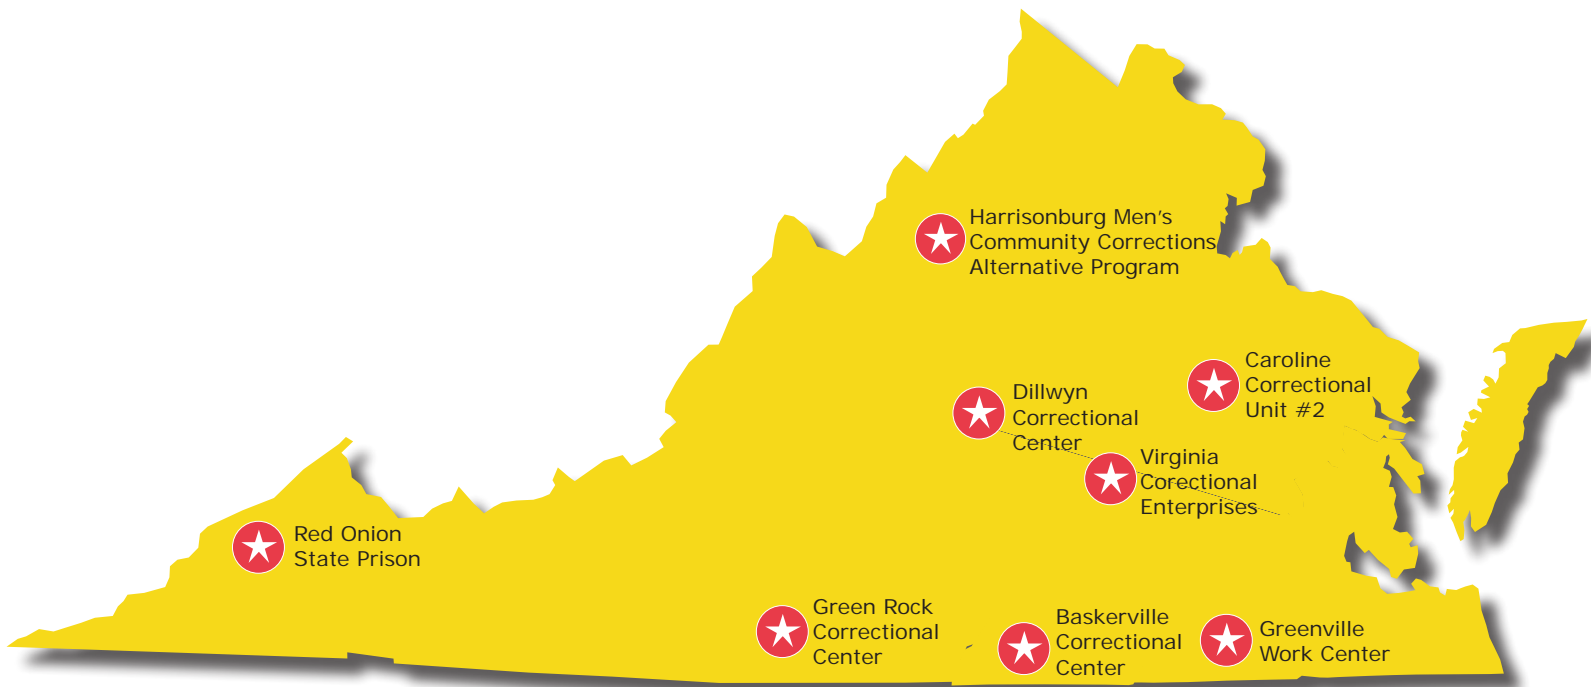 Harrisonburg Men's
Community Corrections
Alternative Program
Caroline
Correctional
Unit #2
Dillwyn
Correctional
Center
Virginia
Corectional
Enterprises
Red Onion
State Prison
Green Rock
Correctional
Center
Baskerville
Correctional
Center
Greenville
Work Center